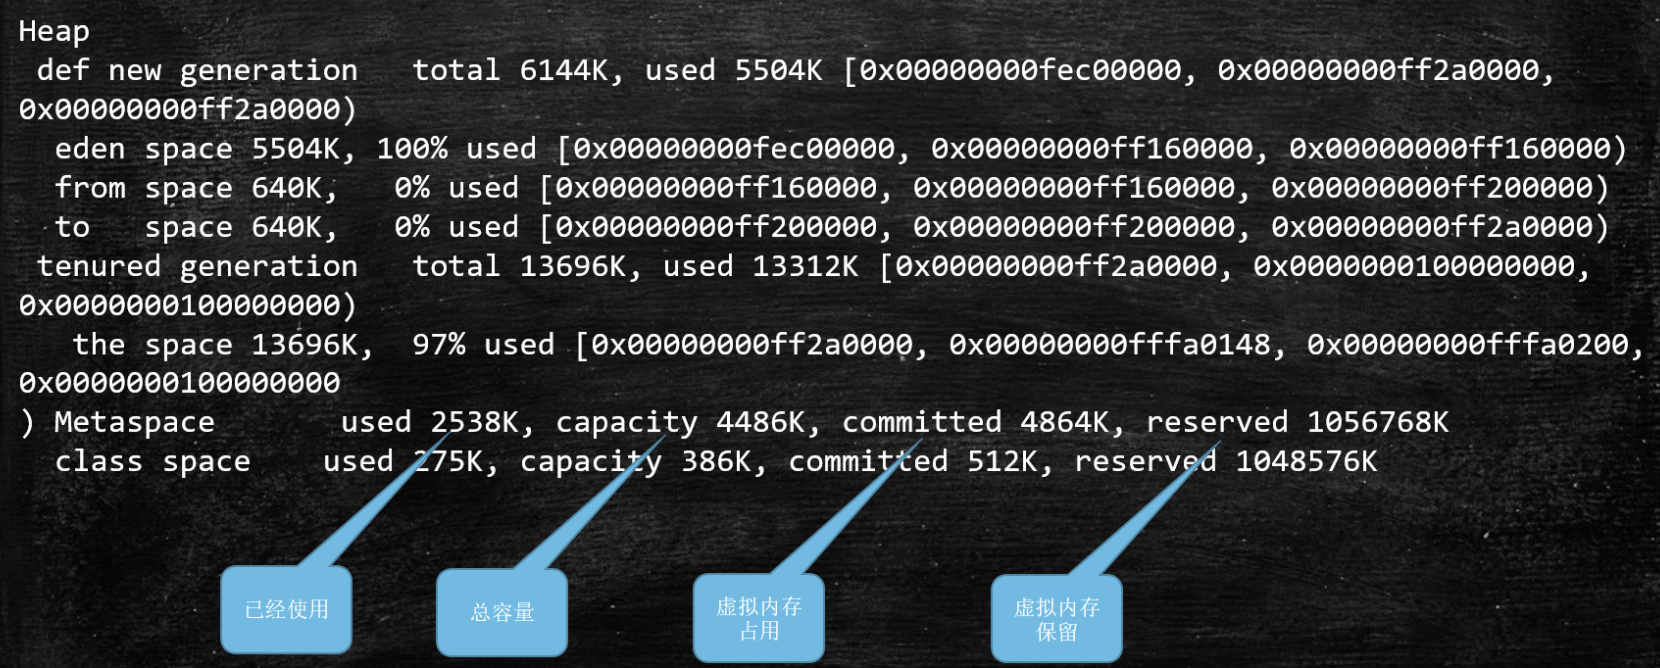 Heap
def new generation   total 6144K, used 5504K [0x00000000fec00000, 0x00000000ff2a0000,
0x00000000ff2a0000)
eden space 5504K, 100% used [0x00000000fec00000, 0x00000000ff160000, 0x00000000ff160000)
from space 640K,   0% used [0x00000000ff160000, 0x00000000ff160000, 0x00000000ff200000)
to   space 640K,   0% used [0x00000000ff200000, 0x00000000ff200000, 0x00000000ff2a0000)
tenured generation   total 13696K, used 13312K [0x00000000ff2a0000, 0x0000000100000000,
0x0000000100000000)
the space 13696K,  97% used [0x00000000ff2a0000, 0x00000000fffa0148, 0x00000000fffa0200,
0x0000000100000000
) Metaspace       used 2538K, capacity 4486K, committed 4864K, reserved 1056768K
class space    used 275K, capacity 386K, committed 512K, reserved 1048576K
已经使用
总容量
虚拟内存
占用
虚拟内存
保留